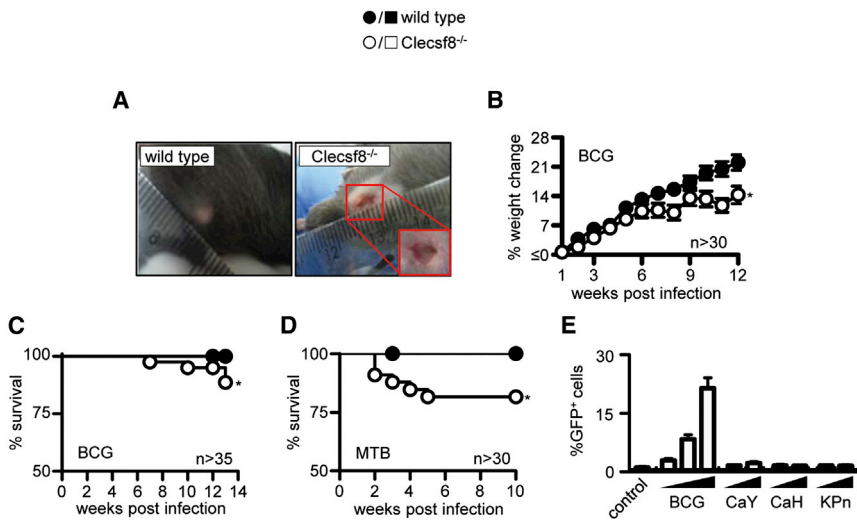 ●/■ wild type
○/□ Clecsf8-/-
A
wild type
Clecsf8-/-
B
28
21
14
7
≤0
% weight change
BCG
*
n>30
1 3 6 9 12
weeks post infection
C
100
75
50
% survival
BCG
*
n>35
0 2 4 6 8 10 12 14
weeks post infection
D
100
75
50
% survival
MTB
*
n>30
0 2 4 6 8 10
weeks post infection
E
30
15
0
%GFP+ cells
control
BCG CaY CaH KPn